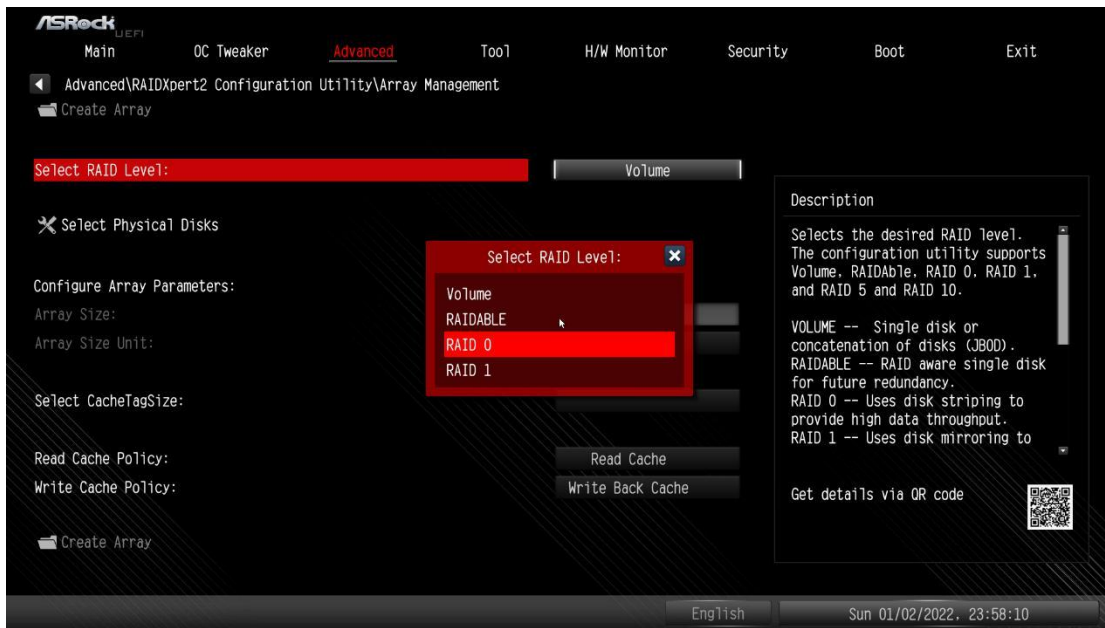 ASRock UEFI
Main OC Tweaker Advanced Tool H/W Monitor Security Boot Exit
Advanced\RAIDXpert2 Configuration Utility\Array Management
Create Array
Select RAID Level: Volume
Select Physical Disks
Configure Array Parameters:
Array Size:
Array Size Unit:
Select CacheTagSize:
Read Cache Policy: Read Cache
Write Cache Policy: Write Back Cache
Create Array
Select RAID Level:
Volume
RAIDABLE
RAID 0
RAID 1
Description
Selects the desired RAID level.
The configuration utility supports
Volume, RAIDAble, RAID 0, RAID 1,
and RAID 5 and RAID 10.
VOLUME -- Single disk or
concatenation of disks (JBOD).
RAIDABLE -- RAID aware single disk
for future redundancy.
RAID 0 -- Uses disk striping to
provide high data throughput.
RAID 1 -- Uses disk mirroring to
Get details via QR code
English Sun 01/02/2022, 23:58:10